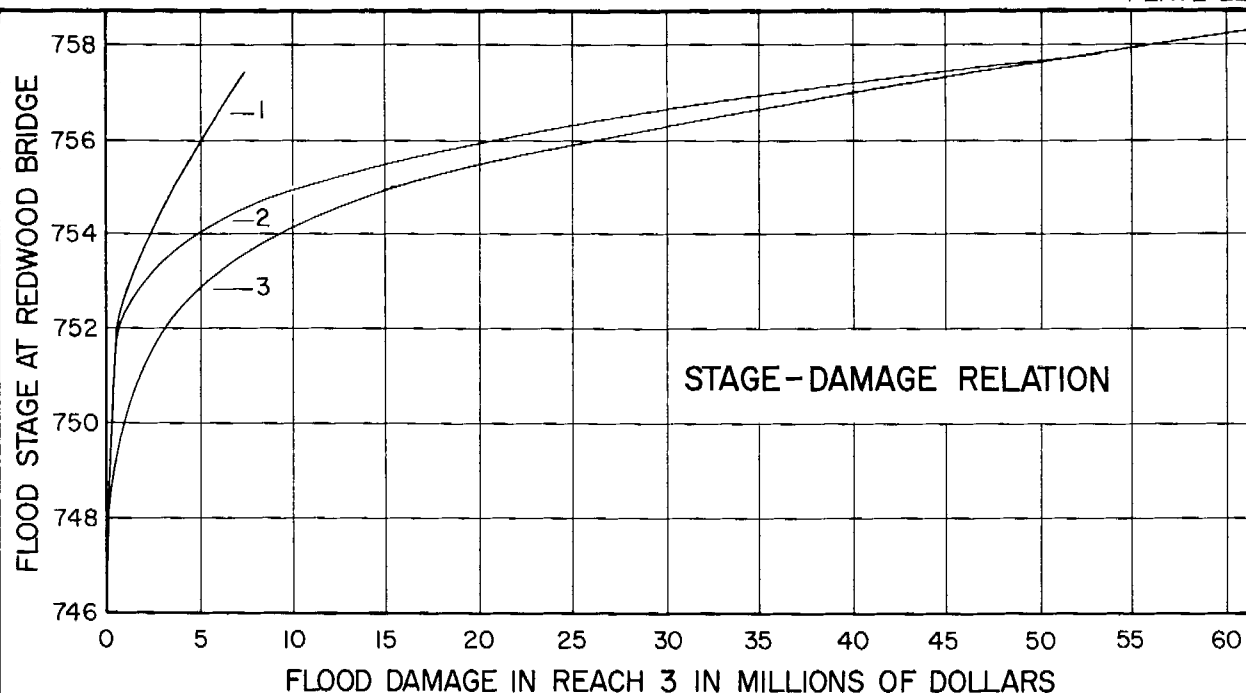 758
756
754
752
750
748
746
FLOOD STAGE AT REDWOOD BRIDGE
1
2
3
STAGE-DAMAGE RELATION
0 5 10 15 20 25 30 35 40 45 50 55 60
FLOOD DAMAGE IN REACH 3 IN MILLIONS OF DOLLARS